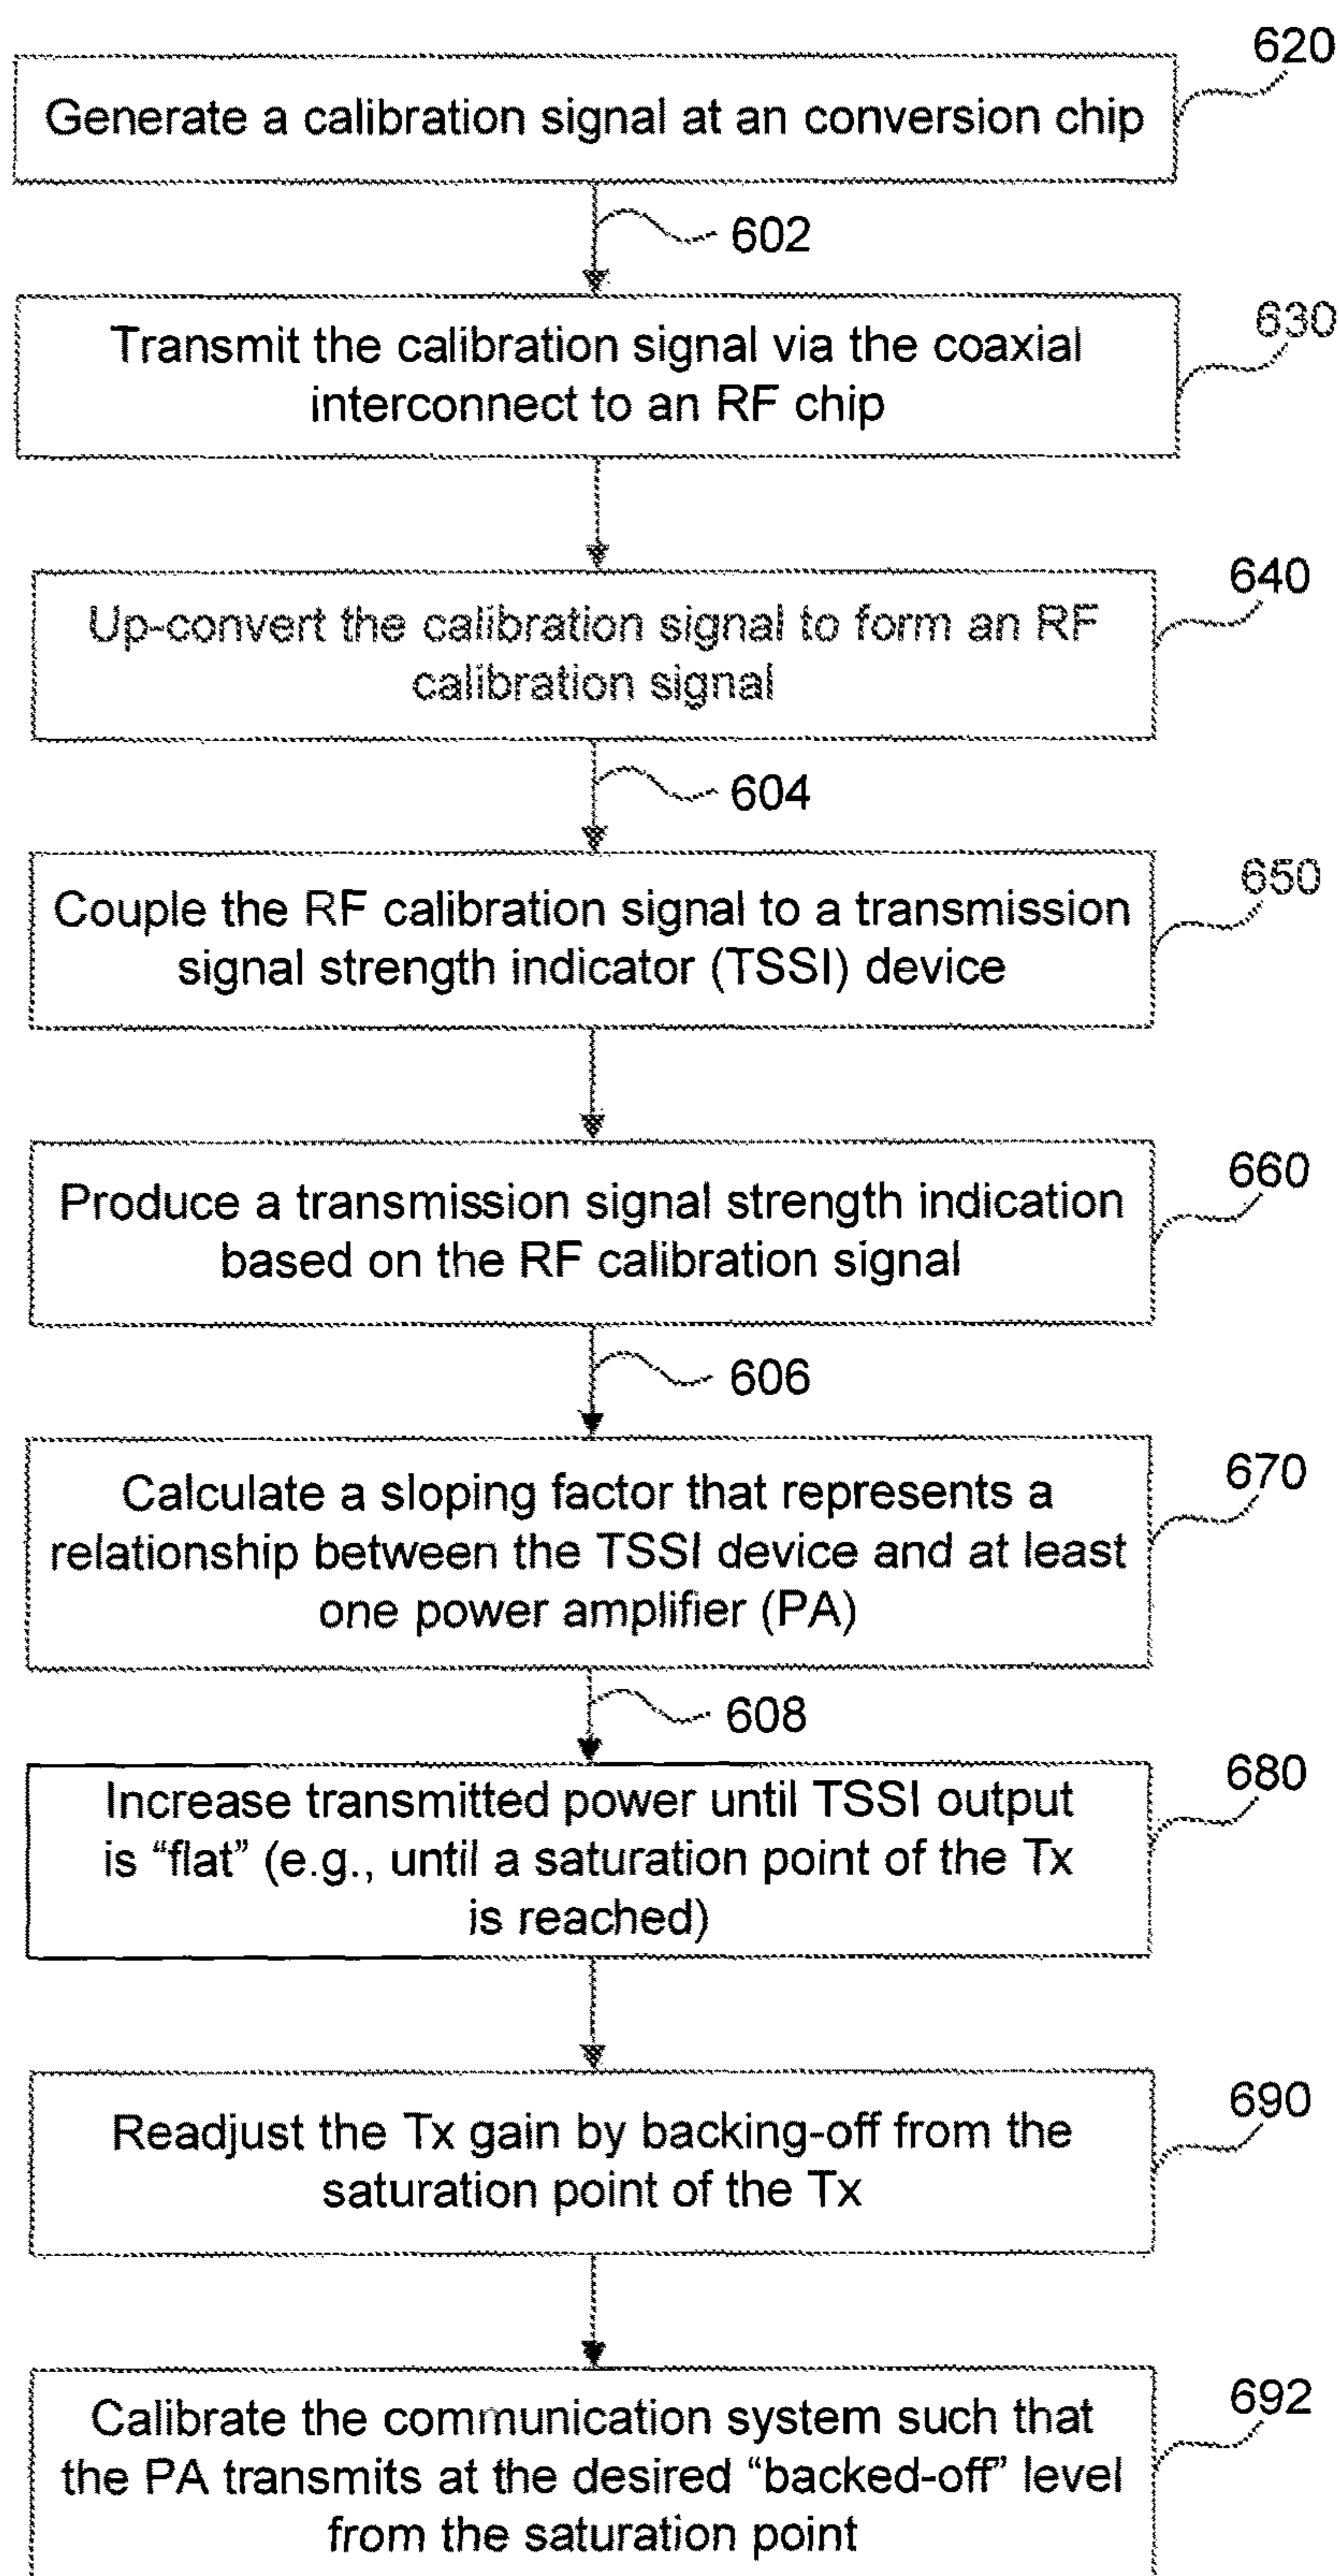 620
Generate a calibration signal at an conversion chip
602
630
Transmit the calibration signal via the coaxial
interconnect to an RF chip
640
Up-convert the calibration signal to form an RF
calibration signal
604
650
Couple the RF calibration signal to a transmission
signal strength indicator (TSSI) device
660
Produce a transmission signal strength indication
based on the RF calibration signal
606
670
Calculate a sloping factor that represents a
relationship between the TSSI device and at least
one power amplifier (PA)
608
680
Increase transmitted power until TSSI output
is “flat” (e.g., until a saturation point of the Tx
is reached)
690
Readjust the Tx gain by backing-off from the
saturation point of the Tx
692
Calibrate the communication system such that
the PA transmits at the desired “backed-off” level
from the saturation point